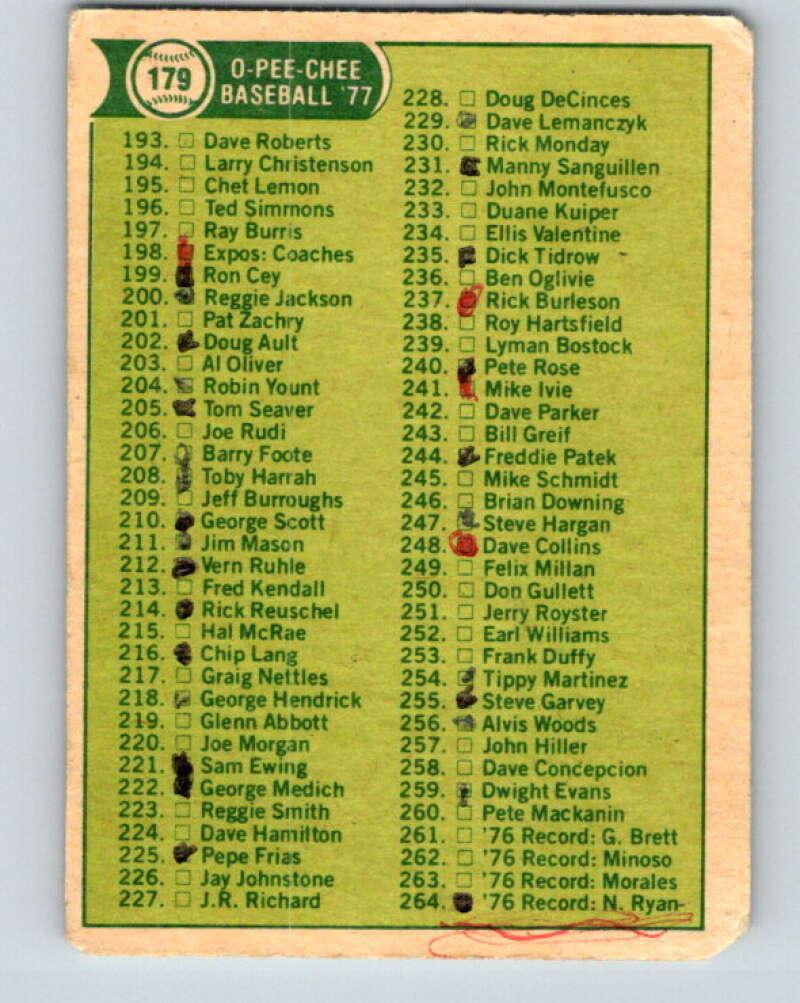 179
O-PEE-CHEE
BASEBALL '77
193. Dave Roberts
194. Larry Christenson
195. Chet Lemon
196. Ted Simmons
197. Ray Burris
198. Expos: Coaches
199. Ron Cey
200. Reggie Jackson
201. Pat Zachry
202. Doug Ault
203. Al Oliver
204. Robin Yount
205. Tom Seaver
206. Joe Rudi
207. Barry Foote
208. Toby Harrah
209. Jeff Burroughs
210. George Scott
211. Jim Mason
212. Vern Ruhle
213. Fred Kendall
214. Rick Reuschel
215. Hal McRae
216. Chip Lang
217. Graig Nettles
218. George Hendrick
219. Glenn Abbott
220. Joe Morgan
221. Sam Ewing
222. George Medich
223. Reggie Smith
224. Dave Hamilton
225. Pepe Frias
226. Jay Johnstone
227. J.R. Richard
228. Doug DeCinces
229. Dave Lemanczyk
230. Rick Monday
231. Manny Sanguillen
232. John Montefusco
233. Duane Kuiper
234. Ellis Valentine
235. Dick Tidrow
236. Ben Oglivie
237. Rick Burleson
238. Roy Hartsfield
239. Lyman Bostock
240. Pete Rose
241. Mike Ivie
242. Dave Parker
243. Bill Greif
244. Freddie Patek
245. Mike Schmidt
246. Brian Downing
247. Steve Hargan
248. Dave Collins
249. Felix Millan
250. Don Gullett
251. Jerry Royster
252. Earl Williams
253. Frank Duffy
254. Tippy Martinez
255. Steve Garvey
256. Alvis Woods
257. John Hiller
258. Dave Concepcion
259. Dwight Evans
260. Pete Mackanin
261. '76 Record: G. Brett
262. '76 Record: Minoso
263. '76 Record: Morales
264. '76 Record: N. Ryan